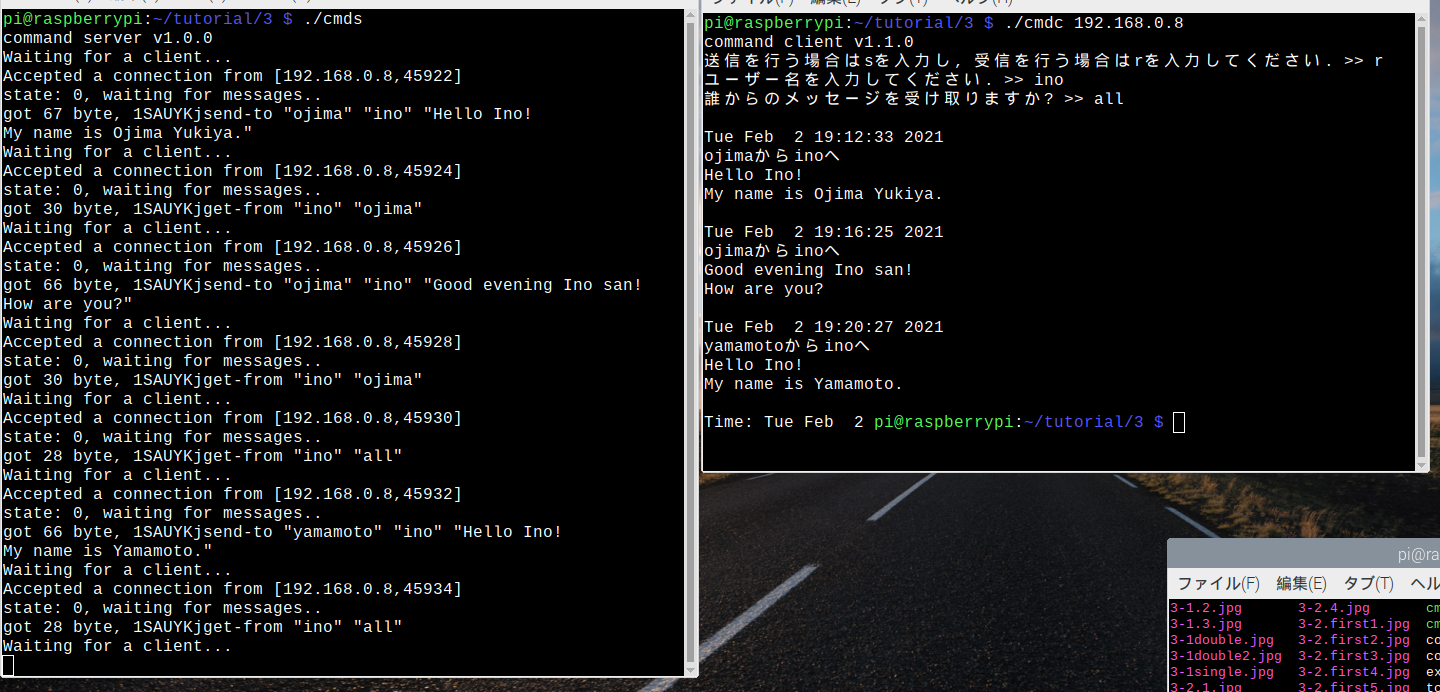 pi@raspberrypi:~/tutorial/3 $ ./cmds
command server v1.0.0
Waiting for a client...
Accepted a connection from [192.168.0.8,45922]
state: 0, waiting for messages..
got 67 byte, 1SAUYKjsend-to "ojima" "ino" "Hello Ino!
My name is Ojima Yukiya."
Waiting for a client...
Accepted a connection from [192.168.0.8,45924]
state: 0, waiting for messages..
got 30 byte, 1SAUYKjget-from "ino" "ojima"
Waiting for a client...
Accepted a connection from [192.168.0.8,45926]
state: 0, waiting for messages..
got 66 byte, 1SAUYKjsend-to "ojima" "ino" "Good evening Ino san!
How are you?"
Waiting for a client...
Accepted a connection from [192.168.0.8,45928]
state: 0, waiting for messages..
got 30 byte, 1SAUYKjget-from "ino" "ojima"
Waiting for a client...
Accepted a connection from [192.168.0.8,45930]
state: 0, waiting for messages..
got 28 byte, 1SAUYKjget-from "ino" "all"
Waiting for a client...
Accepted a connection from [192.168.0.8,45932]
state: 0, waiting for messages..
got 66 byte, 1SAUYKjsend-to "yamamoto" "ino" "Hello Ino!
My name is Yamamoto."
Waiting for a client...
Accepted a connection from [192.168.0.8,45934]
state: 0, waiting for messages..
got 28 byte, 1SAUYKjget-from "ino" "all"
Waiting for a client...
pi@raspberrypi:~/tutorial/3 $ ./cmdc 192.168.0.8
command client v1.1.0
送信を行う場合はsを入力し, 受信を行う場合はrを入力してください. >> r
ユーザー名を入力してください. >> ino
誰からのメッセージを受け取りますか? >> all
Tue Feb  2 19:12:33 2021
ojimaからinoへ
Hello Ino!
My name is Ojima Yukiya.
Tue Feb  2 19:16:25 2021
ojimaからinoへ
Good evening Ino san!
How are you?
Tue Feb  2 19:20:27 2021
yamamotoからinoへ
Hello Ino!
My name is Yamamoto.
Time: Tue Feb  2 pi@raspberrypi:~/tutorial/3 $
pi@ra
ファイル(F) 編集(E) タブ(T) ヘル
3-1.2.jpg 3-2.4.jpg cm
3-1.3.jpg 3-2.first1.jpg cm
3-1double.jpg 3-2.first2.jpg co
3-1double2.jpg 3-2.first3.jpg co
3-1single.jpg 3-2.first4.jpg ex
3-2.1.jpg 3-2.first5.jpg to